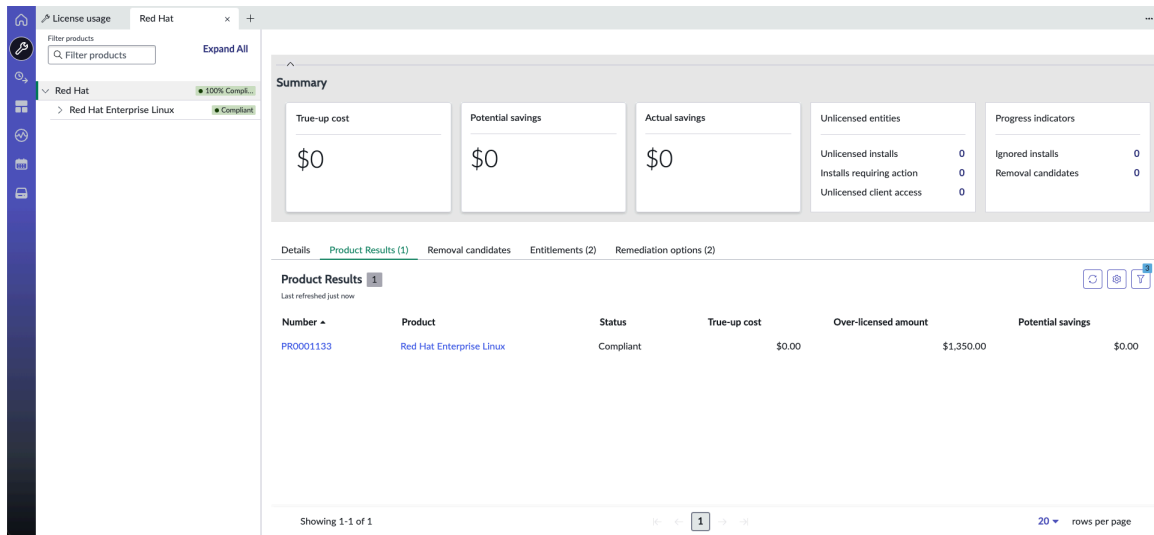 License usage
Red Hat
×
+
...
Filter products
Filter products
Expand All
Red Hat
100% Compli...
Red Hat Enterprise Linux
Compliant
Summary
True-up cost
$0
Potential savings
$0
Actual savings
$0
Unlicensed entities
Unlicensed installs 0
Installs requiring action 0
Unlicensed client access 0
Progress indicators
Ignored installs 0
Removal candidates 0
Details Product Results (1) Removal candidates Entitlements (2) Remediation options (2)
Product Results 1
3
Last refreshed just now
Number Product Status True-up cost Over-licensed amount Potential savings
PR0001133 Red Hat Enterprise Linux Compliant $0.00 $1,350.00 $0.00
Showing 1-1 of 1 1 20 rows per page